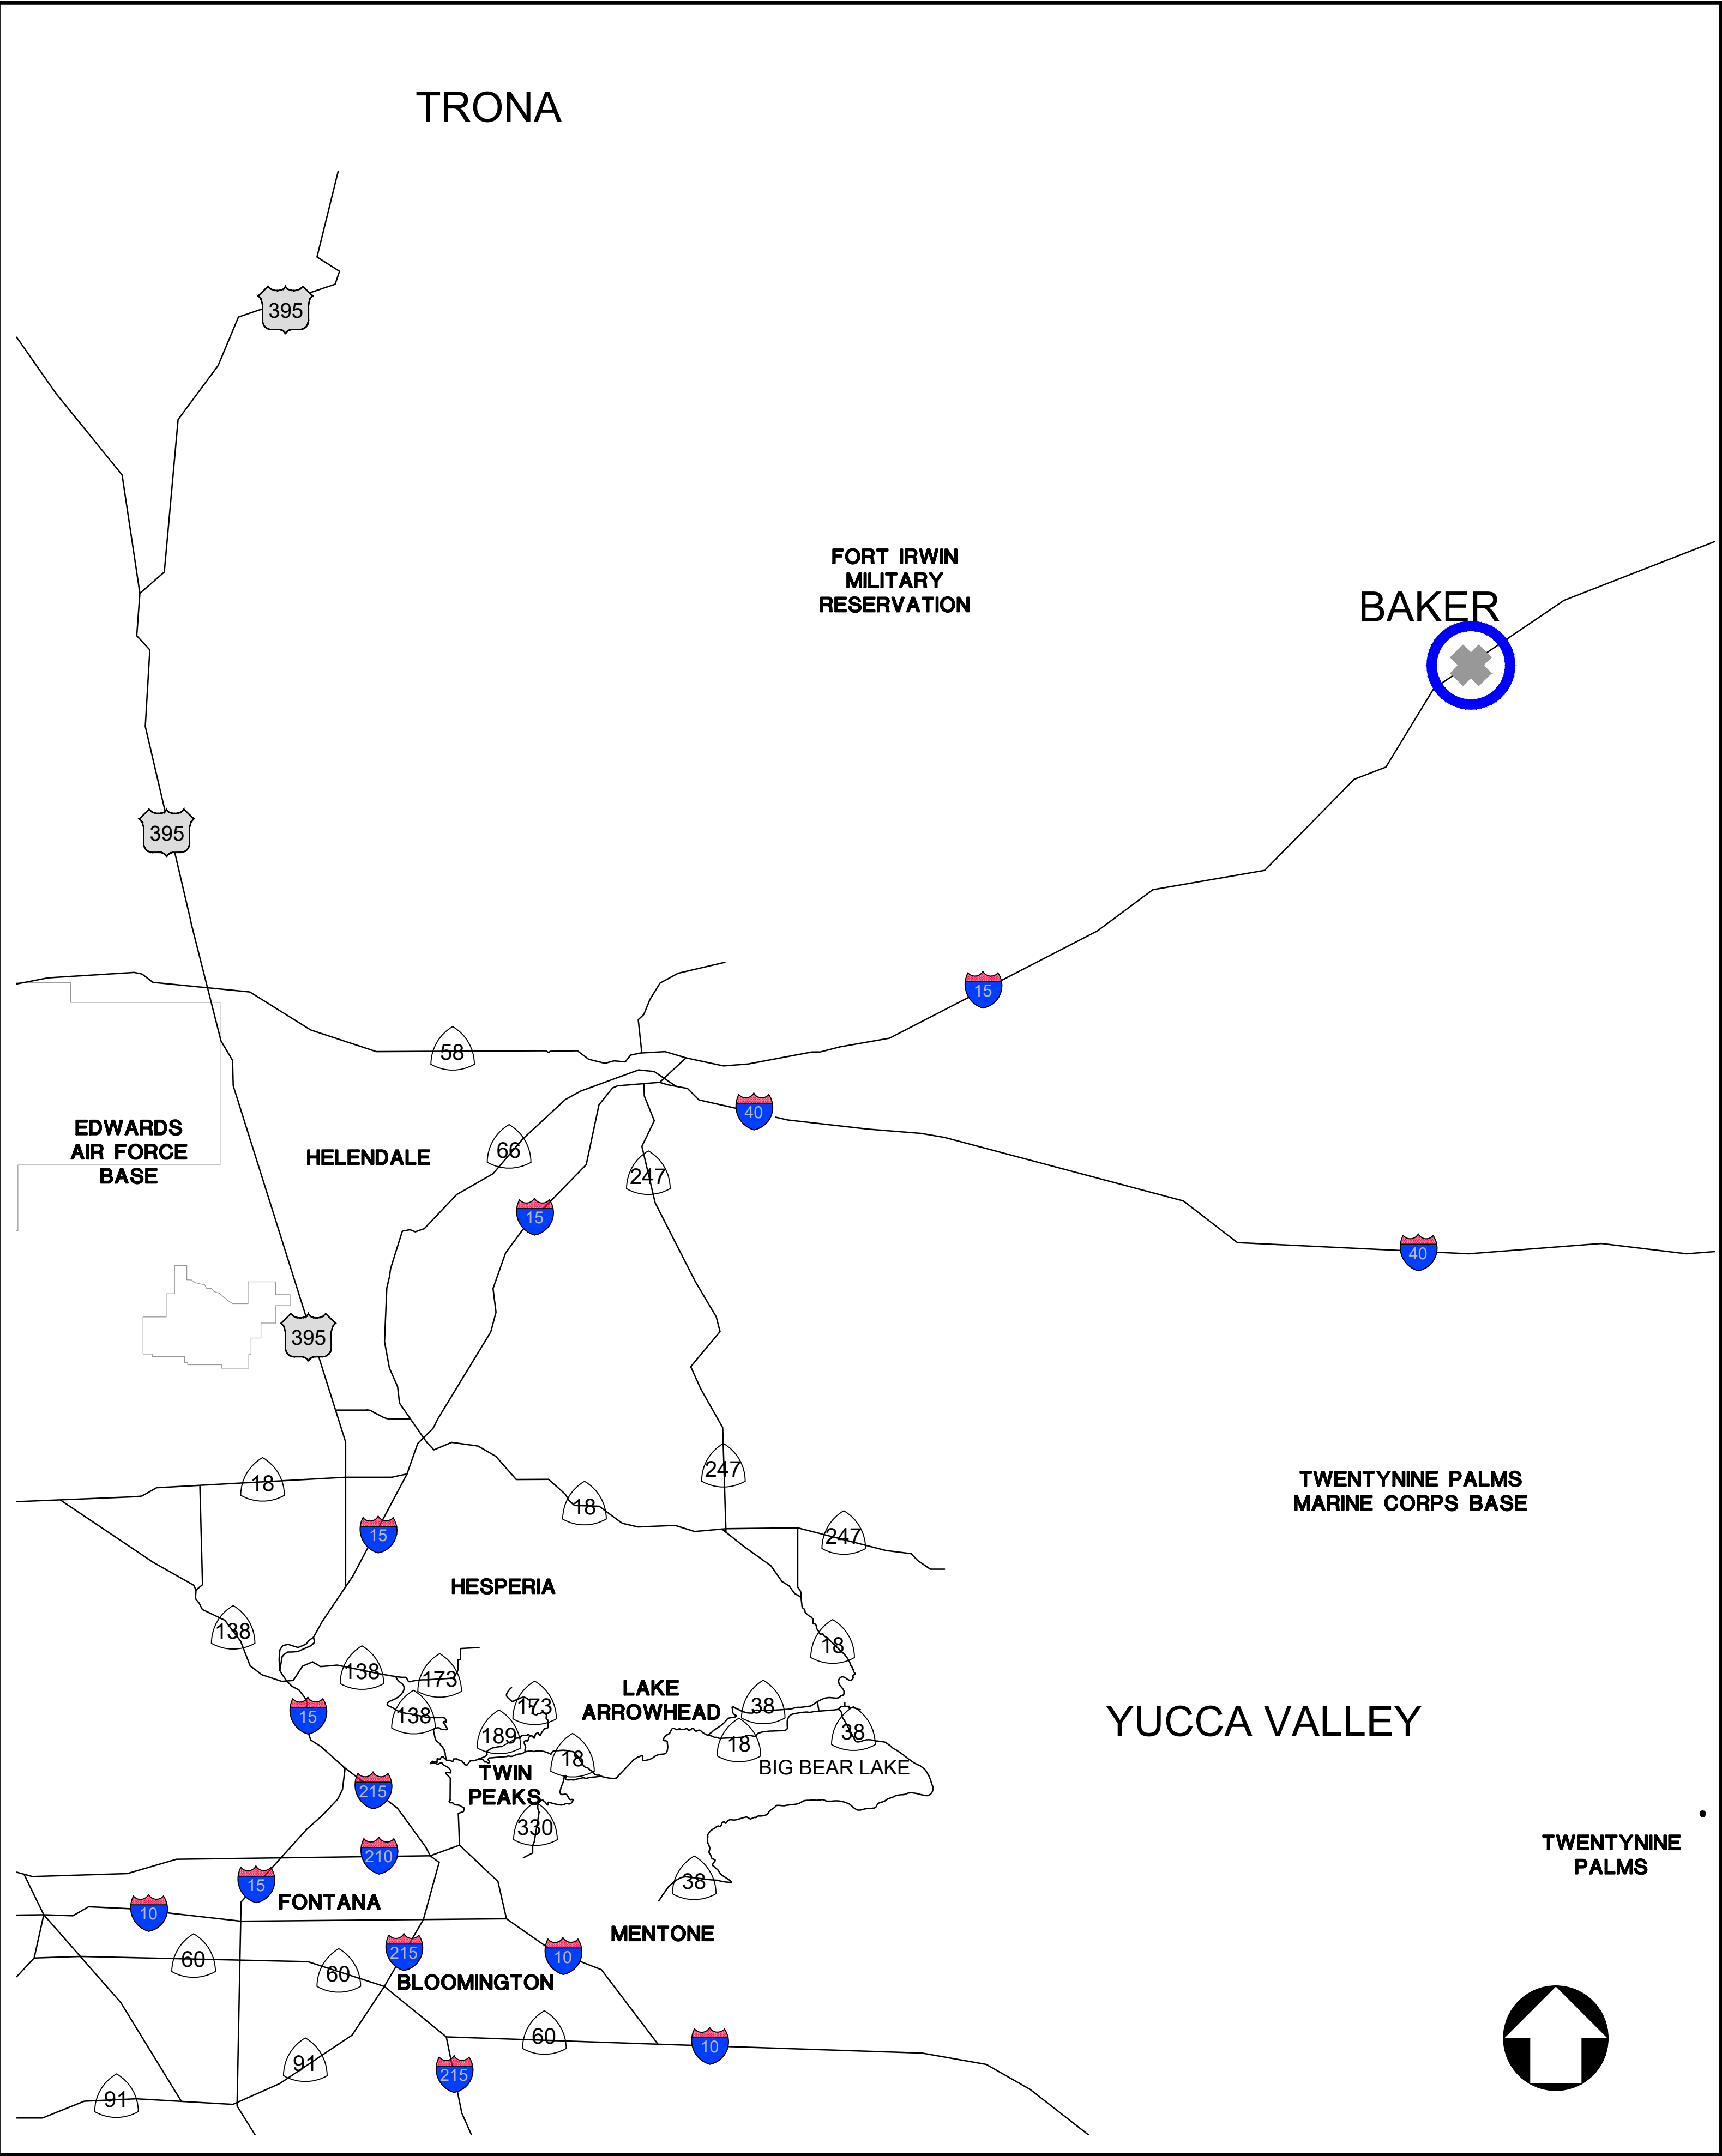 TRONA
395
FORT IRWIN
MILITARY
RESERVATION
BAKER
395
15
58
40
EDWARDS
AIR FORCE
BASE
HELENDALE
66
247
15
40
395
18
247
18
TWENTYNINE PALMS
MARINE CORPS BASE
15
247
HESPERIA
138
18
138
173
LAKE
ARROWHEAD
173
38
138
15
YUCCA VALLEY
189
38
18
18
BIG BEAR LAKE
TWIN
PEAKS
215
330
TWENTYNINE
PALMS
210
15
38
FONTANA
10
MENTONE
215
10
60
60
BLOOMINGTON
60
10
91
215
91